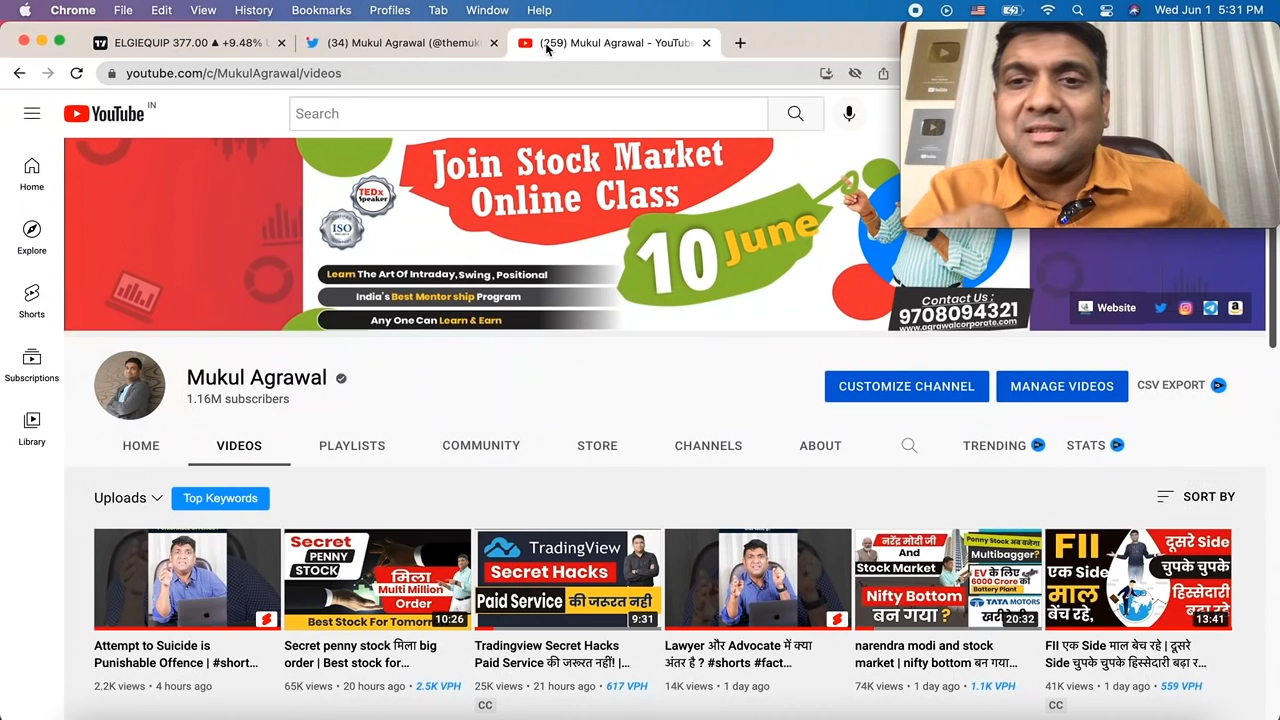 Chrome File Edit View History Bookmarks Profiles Tab Window Help Wed Jun 1 5:31 PM
ELGIEQUIP 377.00 ▲ +9.48%
(34) Mukul Agrawal (@themuk
(259) Mukul Agrawal - YouTube
youtube.com/c/MukulAgrawal/videos
YouTube IN
Search
Home
Explore
Shorts
Subscriptions
Library
Join Stock Market
Online Class
10 June
TEDx
Speaker
ISO
Learn The Art Of Intraday, Swing, Positional
India's Best Mentor ship Program
Any One Can Learn & Earn
Contact Us :
9708094321
www.agrawalcorporate.com
Website
Mukul Agrawal
1.16M subscribers
CUSTOMIZE CHANNEL
MANAGE VIDEOS
CSV EXPORT
HOME VIDEOS PLAYLISTS COMMUNITY STORE CHANNELS ABOUT TRENDING STATS
Uploads
Top Keywords
SORT BY
Secret
PENNY
STOCK
मिला
Multi Million
Order
Best Stock For Tomorr
10:26
TradingView
Secret Hacks
Paid Service की जरूरत नही
9:31
नरेंद्र मोदी जी
And
Stock Market
Nifty Bottom
बन गया ?
Penny Stock अब बनेगा
Multibagger?
EV के लिए
6000 Crore का
Battery Plant
TATA MOTORS
20:32
FII
एक Side
माल
बेंच रहे,
दूसरे Side
चुपके चुपके
हिस्सेदारी
13:41
Attempt to Suicide is
Punishable Offence | #short...
2.2K views • 4 hours ago
Secret penny stock मिला big
order | Best stock for...
65K views • 20 hours ago 2.5K VPH
Tradingview Secret Hacks
Paid Service की जरूरत नहीं! |...
25K views • 21 hours ago 617 VPH
CC
Lawyer और Advocate में क्या
अंतर है ? #shorts #fact...
14K views • 1 day ago
narendra modi and stock
market | nifty bottom बन गया...
74K views • 1 day ago • 1.1K VPH
FII एक Side माल बेच रहे | दूसरे
Side चुपके चुपके हिस्सेदारी बढ़ा र...
41K views • 1 day ago • 559 VPH
CC